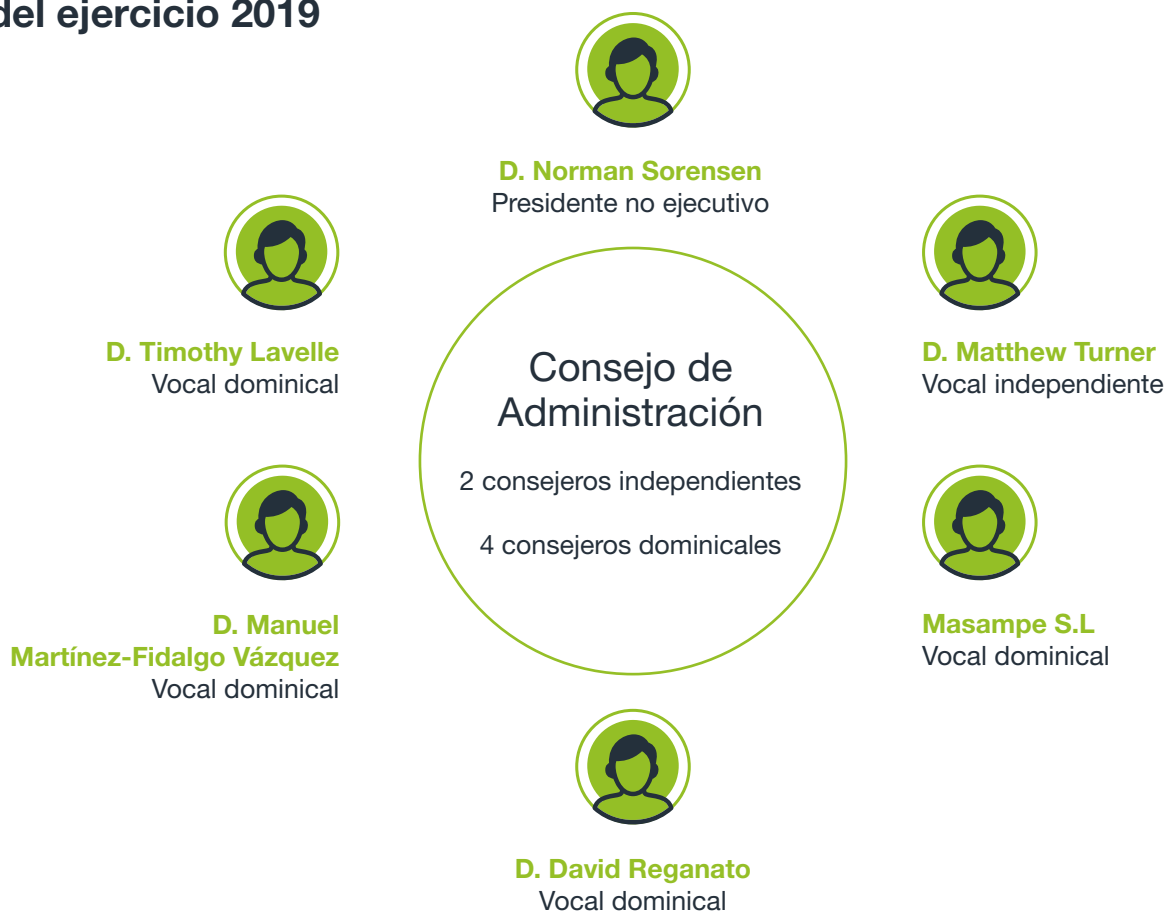 del ejercicio 2019
D. Norman Sorensen
Presidente no ejecutivo
D. Timothy Lavelle
Vocal dominical
D. Matthew Turner
Vocal independiente
Consejo de
Administración
2 consejeros independientes
4 consejeros dominicales
D. Manuel
Martínez-Fidalgo Vázquez
Vocal dominical
Masampe S.L
Vocal dominical
D. David Reganato
Vocal dominical